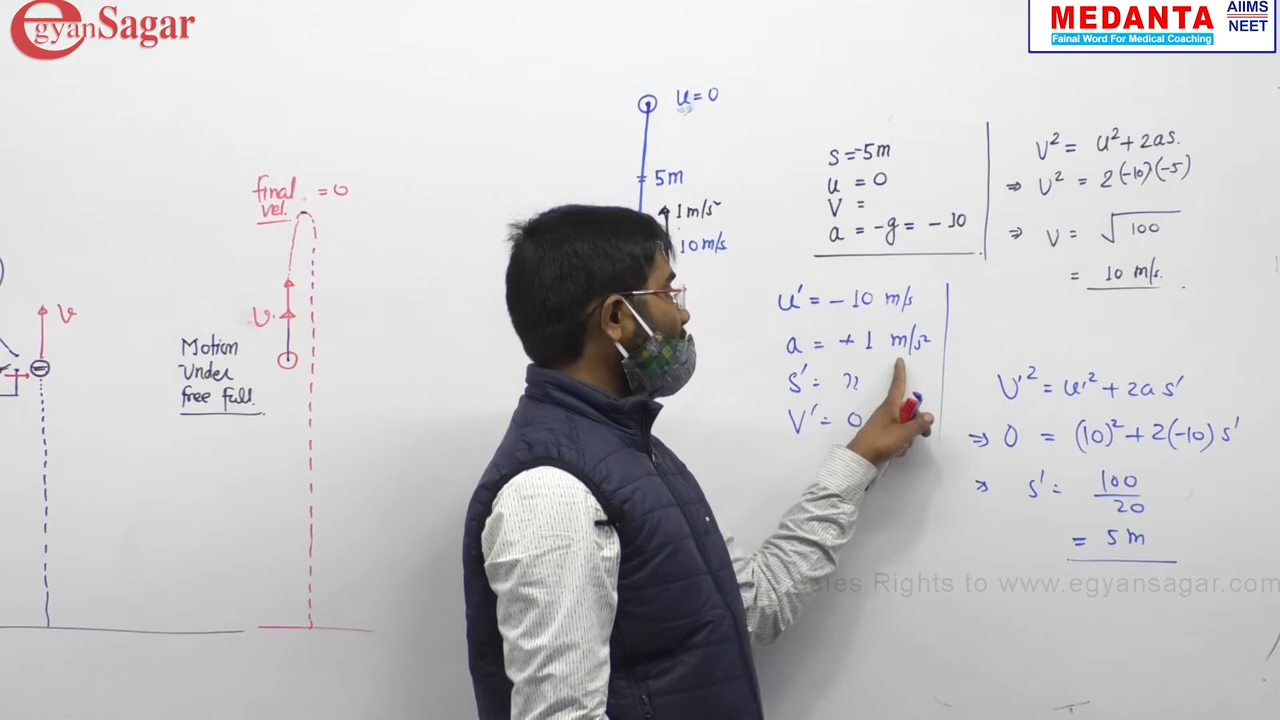 egyanSagar
MEDANTA
Fainal Word For Medical Coaching
AIIMS
NEET
u = 0
5m
1 m/s²
10 m/s
final vel. = 0
v
v.
Motion
Under
free fall.
s = -5m
u = 0
v =
a = -g = -10
V² = u² + 2as.
⇒ V² = 2(-10)(-5)
⇒ V = √100
= 10 m/s.
u' = -10 m/s
a = +1 m/s²
s' =
V' = 0
V'² = u'² + 2as'
⇒ 0 = (10)² + 2(-10)s'
⇒ s' = 100/20
= 5m
Rights to www.egyansagar.com